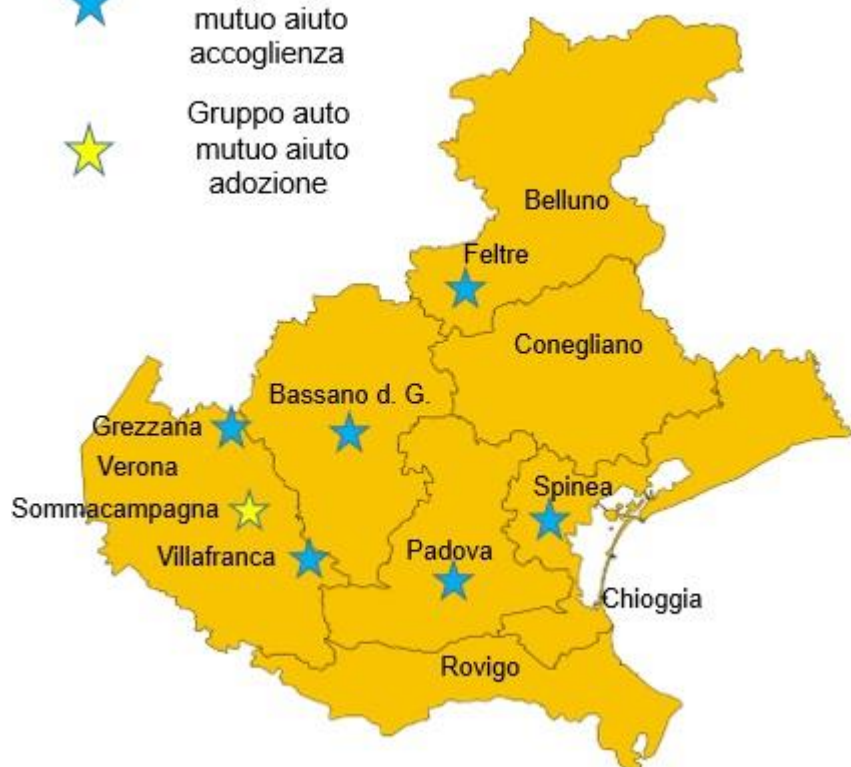 mutuo aiuto
accoglienza
Gruppo auto
mutuo aiuto
adozione
Belluno
Feltre
Conegliano
Bassano d. G.
Grezzana
Verona
Sommacampagna
Spinea
Villafranca
Padova
Chioggia
Rovigo